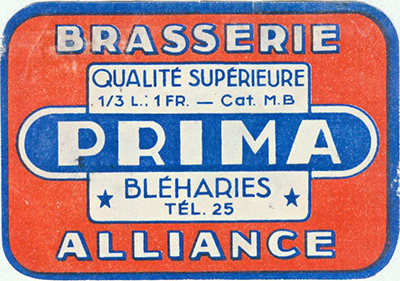 BRASSERIE
QUALITÉ SUPÉRIEURE
1/3 L.: 1 FR. — Cat. M.B
PRIMA
BLÉHARIES
TÉL. 25
ALLIANCE